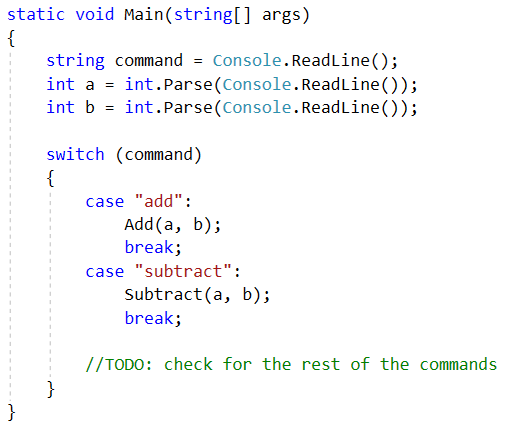 static void Main(string[] args)
{
    string command = Console.ReadLine();
    int a = int.Parse(Console.ReadLine());
    int b = int.Parse(Console.ReadLine());

    switch (command)
    {
        case "add":
            Add(a, b);
            break;
        case "subtract":
            Subtract(a, b);
            break;

        //TODO: check for the rest of the commands
    }
}